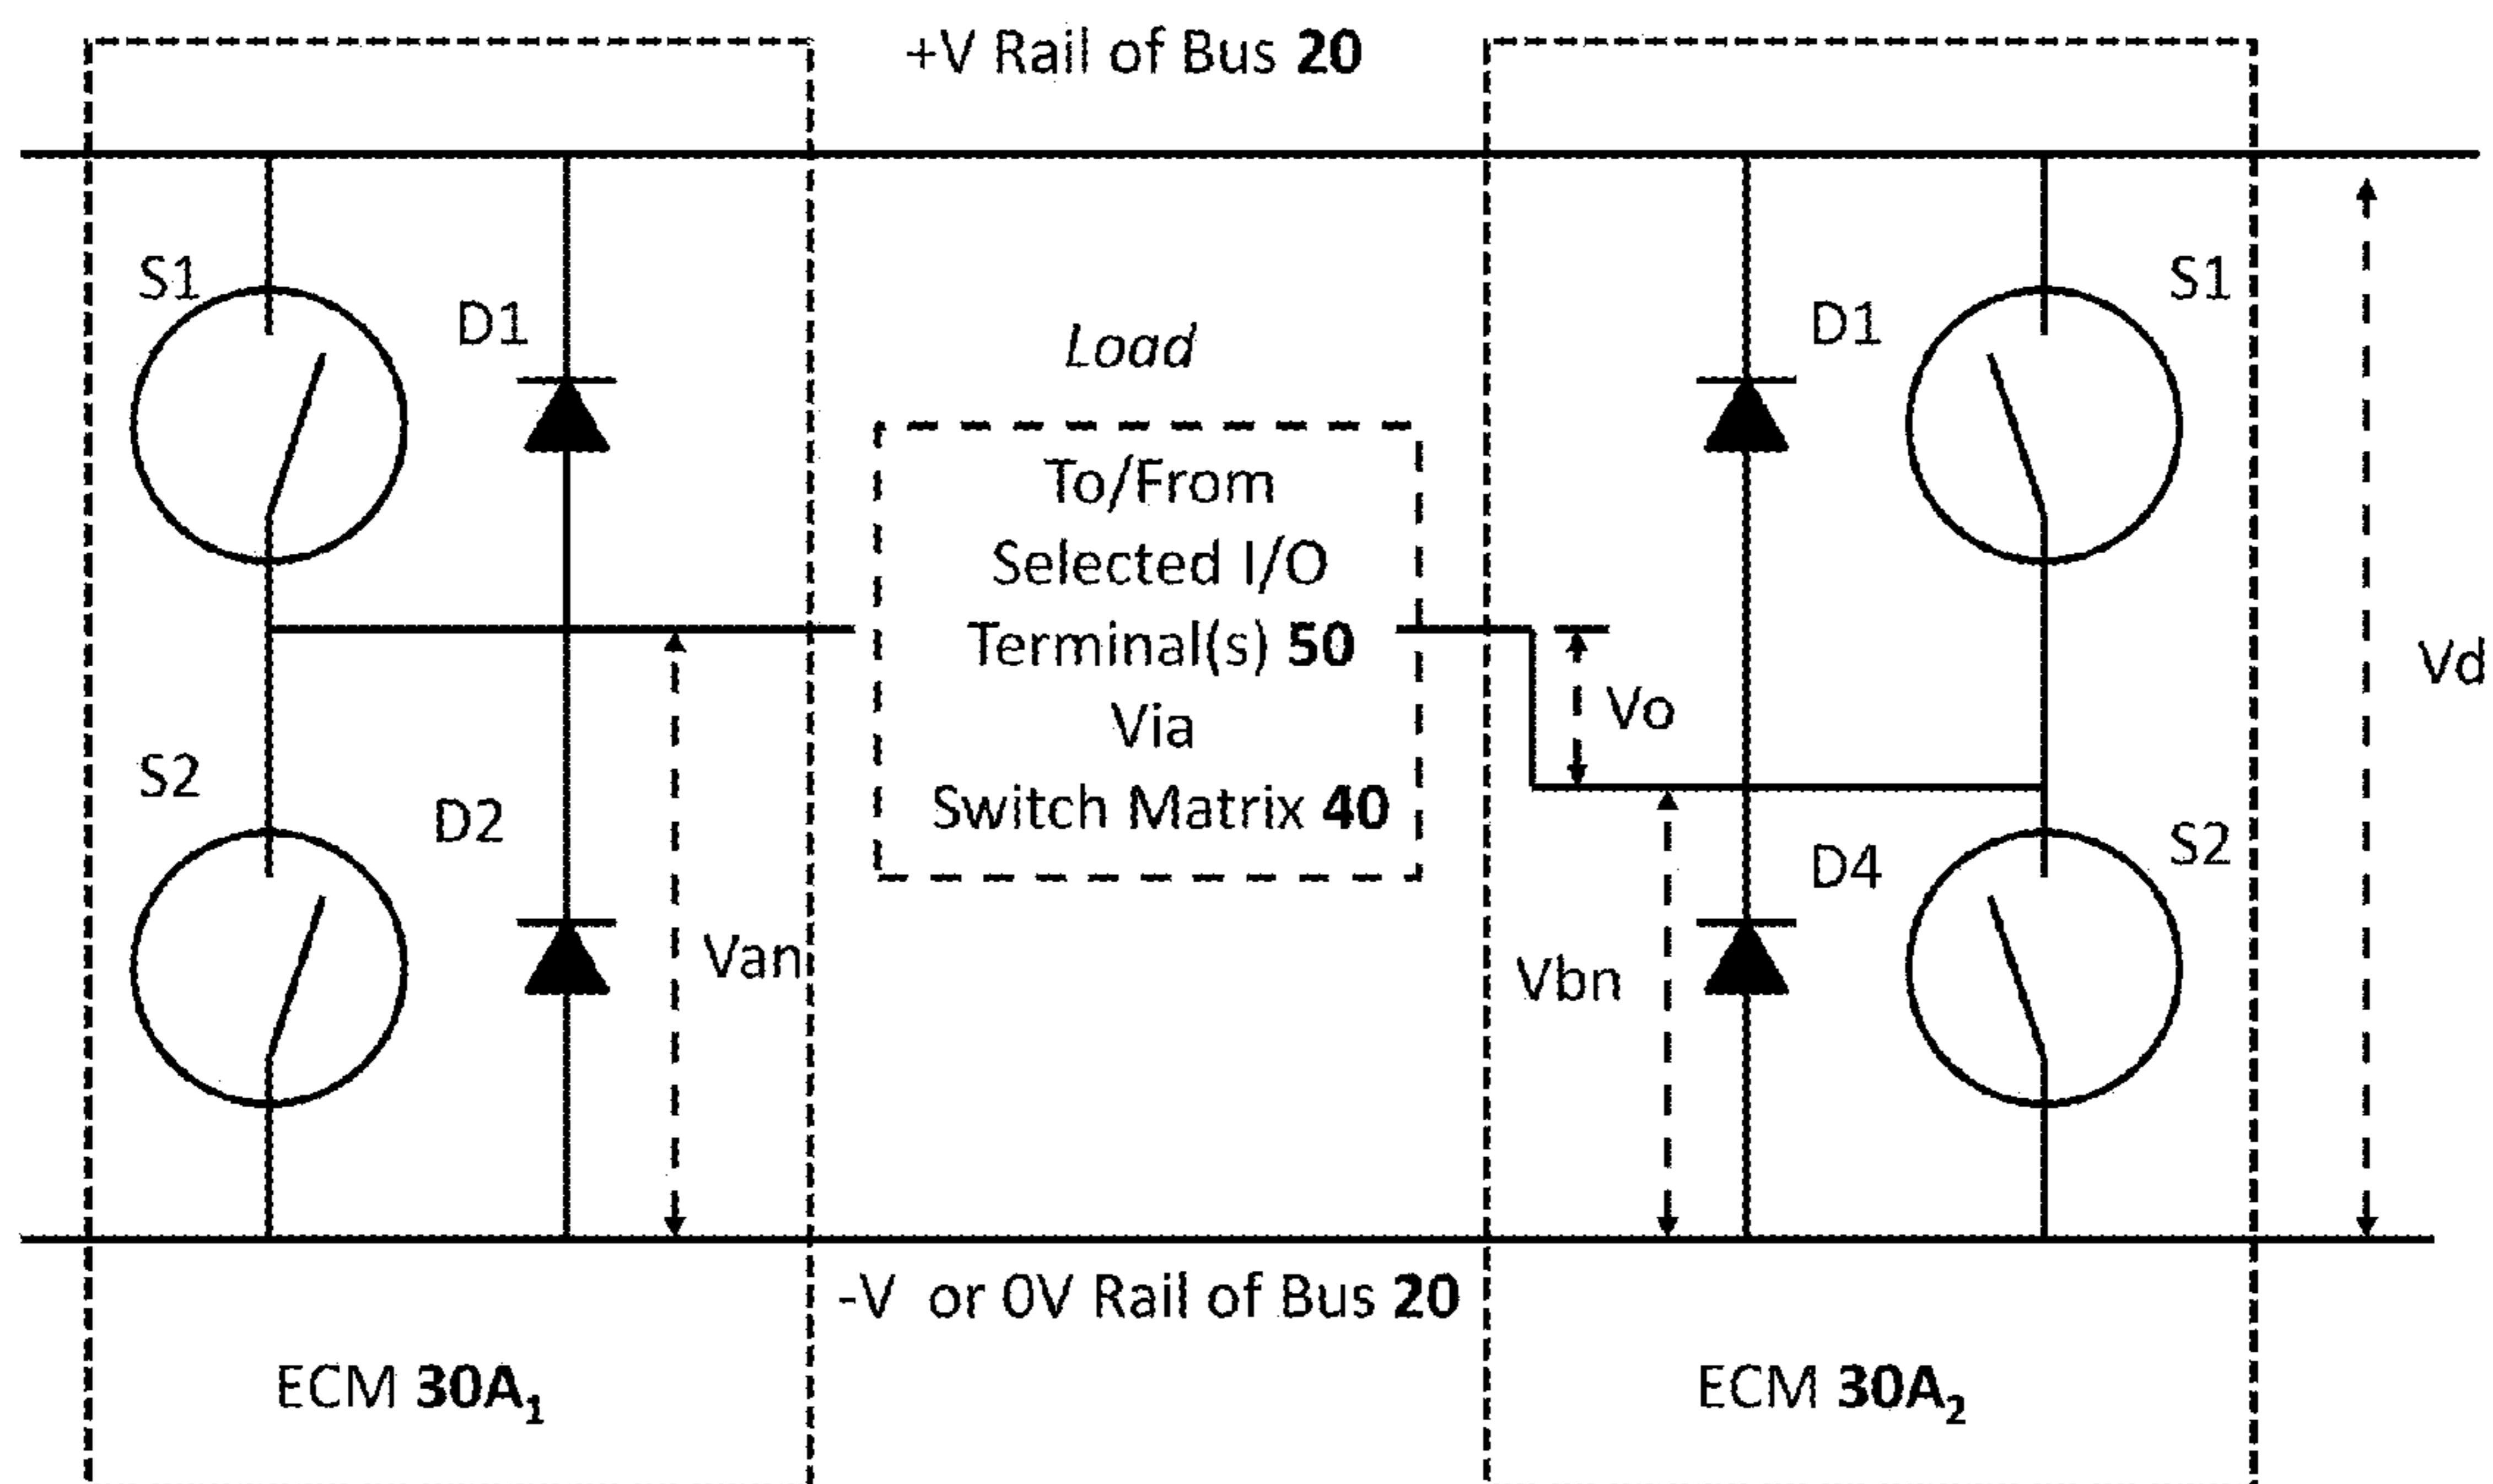 +V Rail of Bus 20
S1
D1
Load
D1
S1
To/From
Selected I/O
Terminal(s) 50
Via
Switch Matrix 40
Vo
Vd
S2
D2
D4
S2
Van
Vbn
-V or 0V Rail of Bus 20
ECM 30A1
ECM 30A2